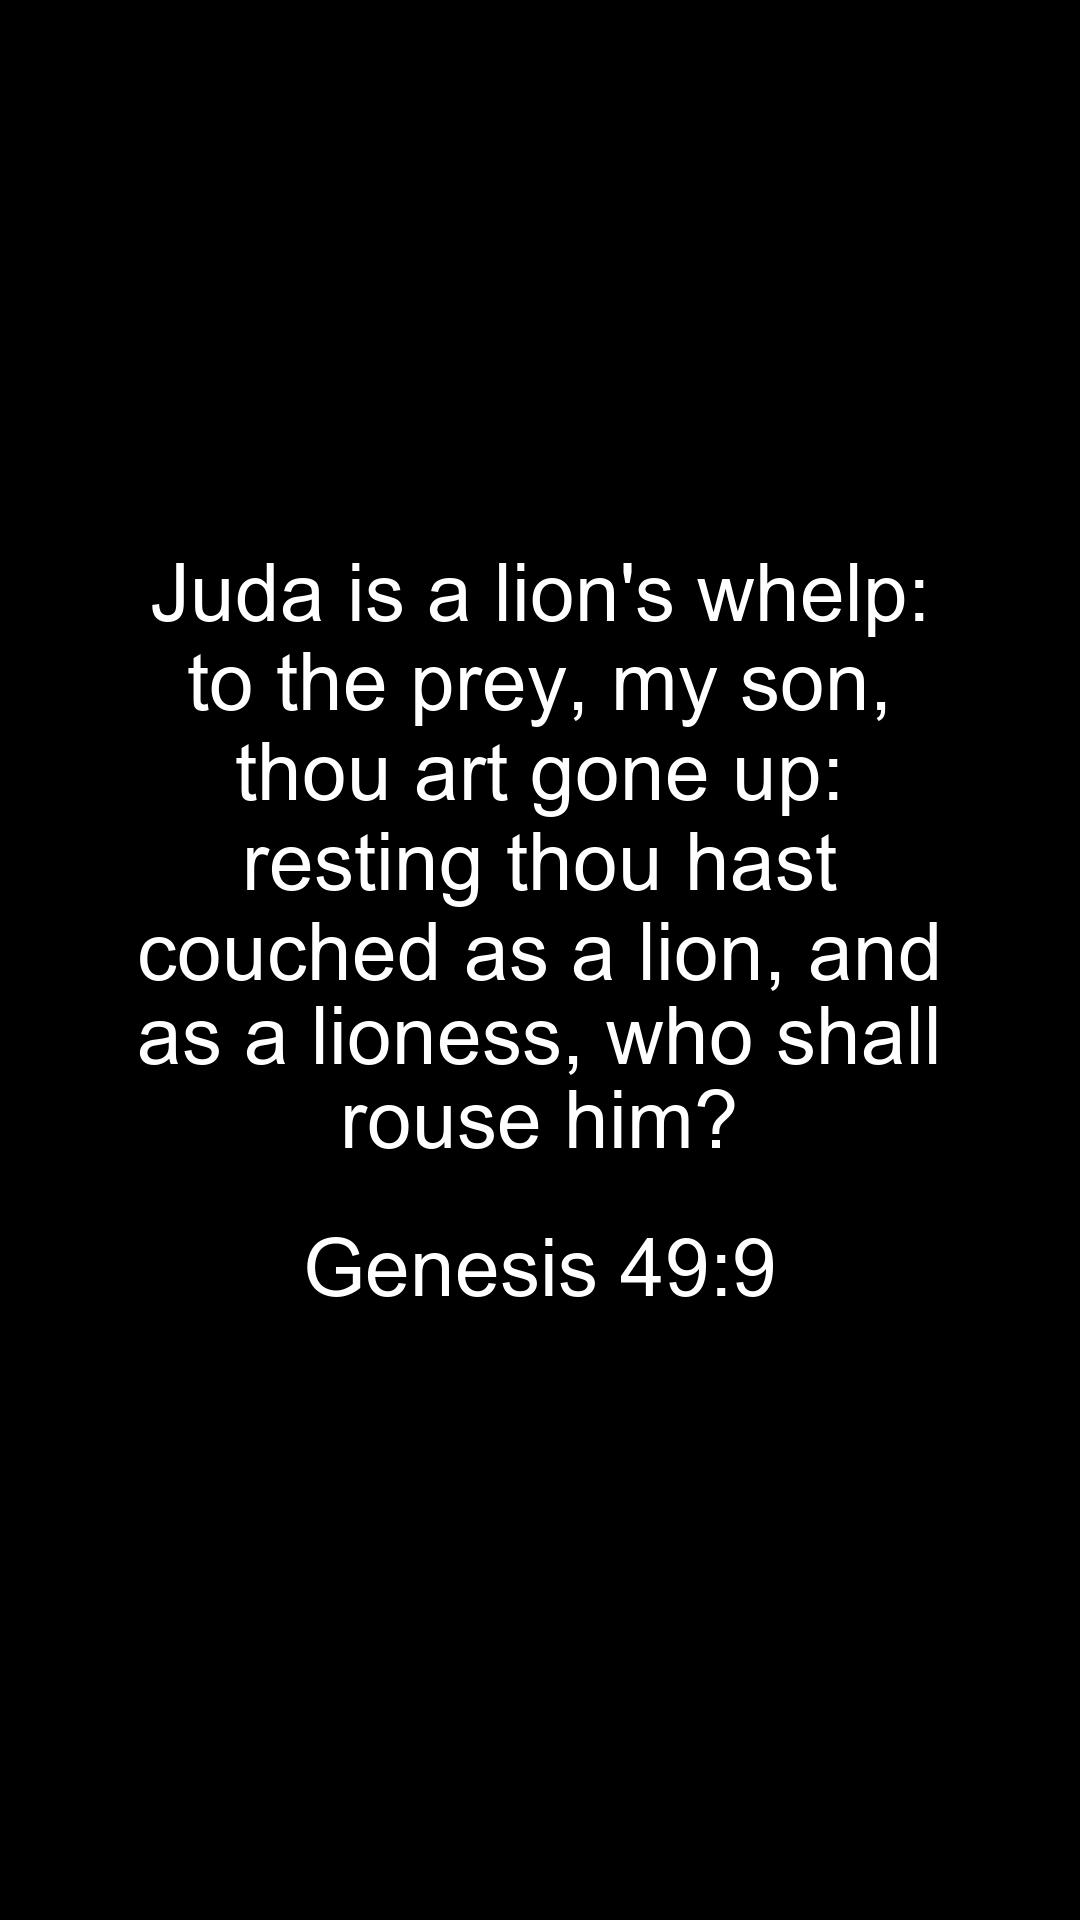 Juda is a lion's whelp:
to the prey, my son,
thou art gone up:
resting thou hast
couched as a lion, and
as a lioness, who shall
rouse him?
Genesis 49:9